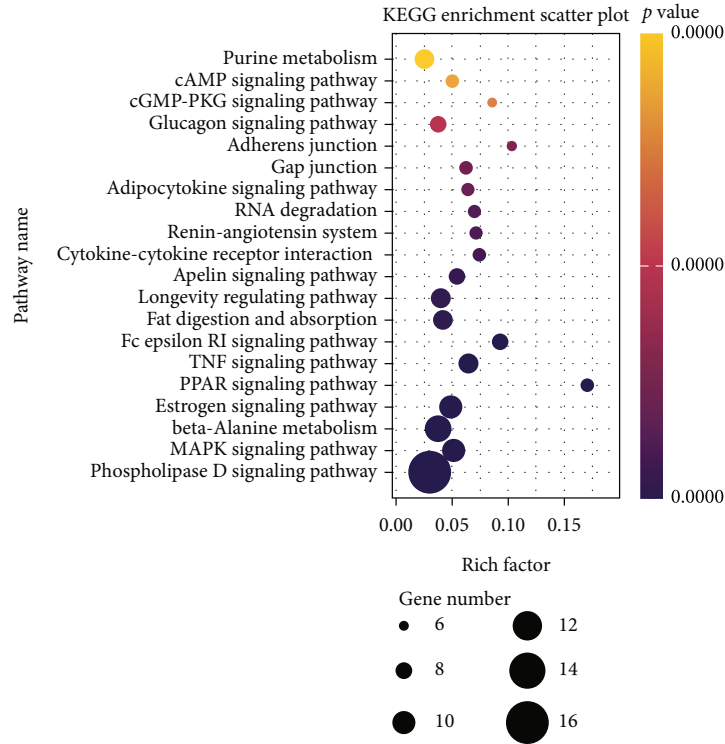 KEGG enrichment scatter plot
p value
0.0000
0.0000
0.0000
Pathway name
Purine metabolism
cAMP signaling pathway
cGMP-PKG signaling pathway
Glucagon signaling pathway
Adherens junction
Gap junction
Adipocytokine signaling pathway
RNA degradation
Renin-angiotensin system
Cytokine-cytokine receptor interaction
Apelin signaling pathway
Longevity regulating pathway
Fat digestion and absorption
Fc epsilon RI signaling pathway
TNF signaling pathway
PPAR signaling pathway
Estrogen signaling pathway
beta-Alanine metabolism
MAPK signaling pathway
Phospholipase D signaling pathway
0.00 0.05 0.10 0.15
Rich factor
Gene number
6 12
8 14
10 16